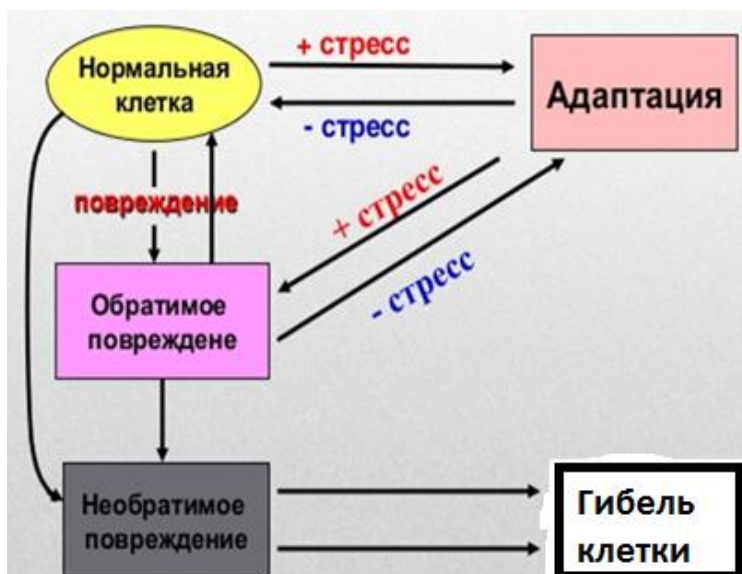 Нормальная
клетка
+ стресс
- стресс
Адаптация
повреждение
+ стресс
- стресс
Обратимое
повреждене
Необратимое
повреждение
Гибель
клетки